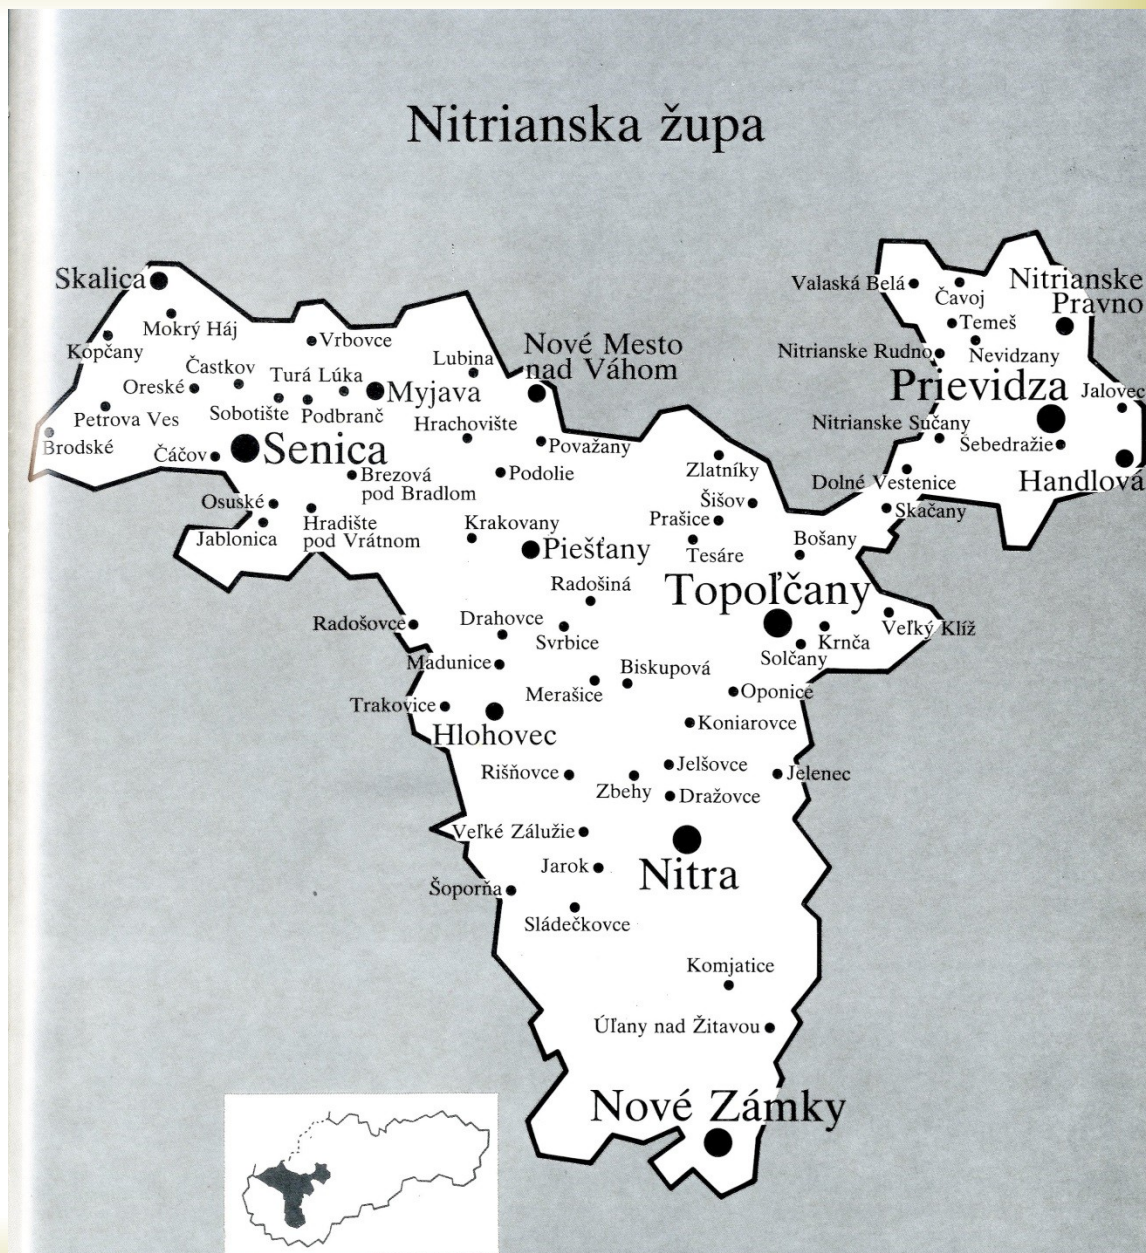 Nitrianska župa
Skalica
Mokrý Háj
Kopčany
Vrbovce
Častkov
Oreské
Turá Lúka
Myjava
Lubina
Nové Mesto
nad Váhom
Petrova Ves
Sobotište
Podbranč
Brodské
Čáčov
Senica
Hrachovište
Považany
Brezová
pod Bradlom
Podolie
Osuské
Jablonica
Hradište
pod Vrátnom
Krakovany
Piešťany
Valaská Belá
Čavoj
Nitrianske
Pravno
Temeš
Nitrianske Rudno
Nevidzany
Prievidza
Jalovec
Nitrianske Sučany
Šebedražie
Handlová
Zlatníky
Dolné Vestenice
Šišov
Skačany
Prašice
Tesáre
Bošany
Topoľčany
Radošiná
Radošovce
Drahovce
Svrbice
Veľký Klíž
Krnča
Solčany
Madunice
Biskupová
Merašice
Oponice
Trakovice
Hlohovec
Koniarovce
Rišňovce
Jelšovce
Jelenec
Zbehy
Dražovce
Veľké Zálužie
Nitra
Jarok
Šoporňa
Sládečkovce
Komjatice
Úľany nad Žitavou
Nové Zámky